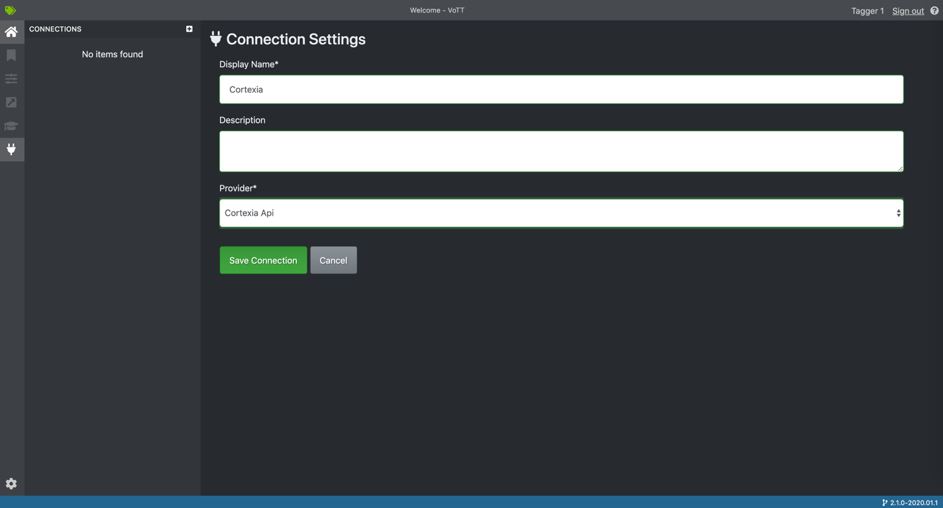 Welcome - VoTT
Tagger 1 Sign out
CONNECTIONS
No items found
Connection Settings
Display Name*
Cortexia
Description
Provider*
Cortexia Api
Save Connection Cancel
2.1.0-2020.01.1